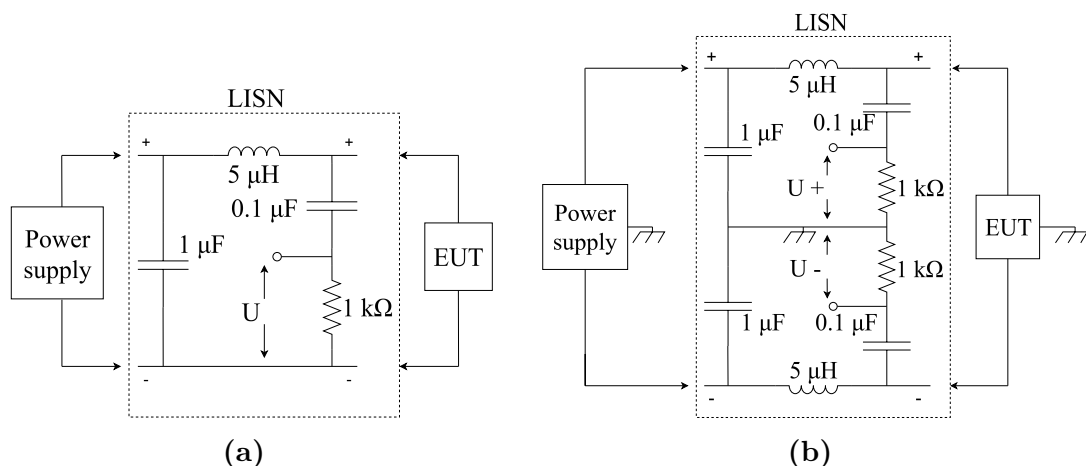 LISN
+ +
5 μH
0.1 μF
Power
supply
1 μF
EUT
U
1 kΩ
- -
(a)
LISN
+ +
5 μH
0.1 μF
1 μF
U +
1 kΩ
Power
supply
EUT
U -
1 kΩ
1 μF
0.1 μF
5 μH
- -
(b)